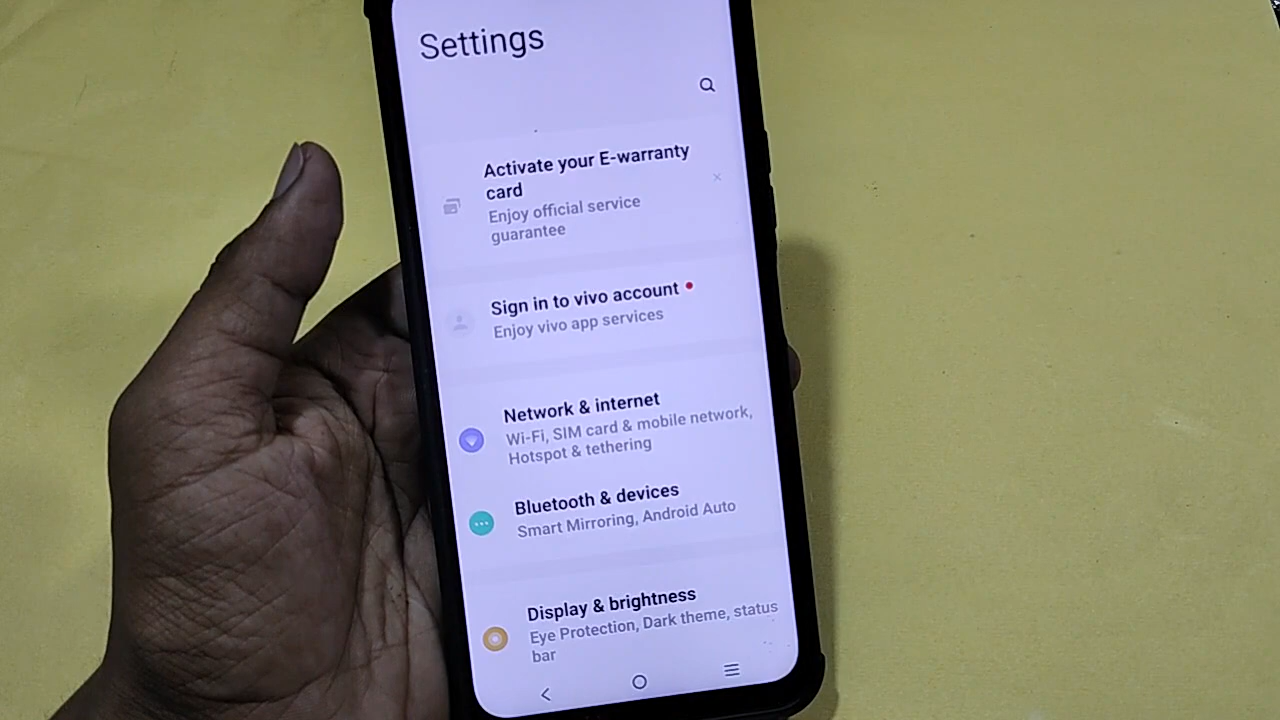 Settings
Activate your E-warranty
card
Enjoy official service
guarantee
Sign in to vivo account
Enjoy vivo app services
Network & internet
Wi-Fi, SIM card & mobile network,
Hotspot & tethering
Bluetooth & devices
Smart Mirroring, Android Auto
Display & brightness
Eye Protection, Dark theme, status
bar